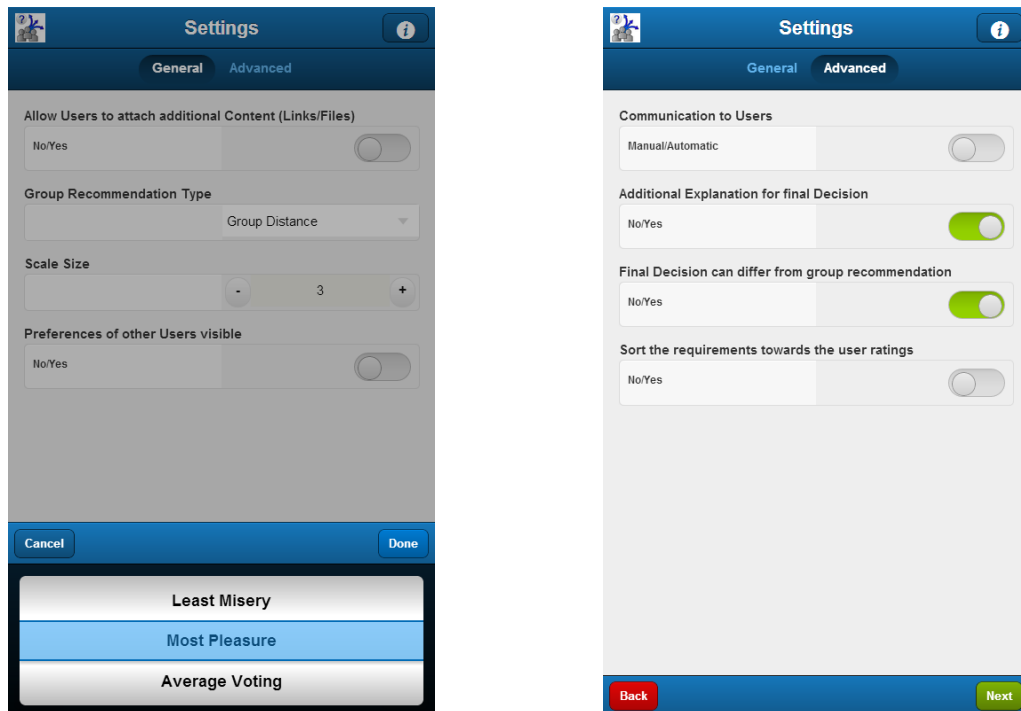 Settings
General Advanced
Allow Users to attach additional Content (Links/Files)
No/Yes
Group Recommendation Type
Group Distance
Scale Size
- 3 +
Preferences of other Users visible
No/Yes
Cancel Done
Least Misery
Most Pleasure
Average Voting
Settings
General Advanced
Communication to Users
Manual/Automatic
Additional Explanation for final Decision
No/Yes
Final Decision can differ from group recommendation
No/Yes
Sort the requirements towards the user ratings
No/Yes
Back Next